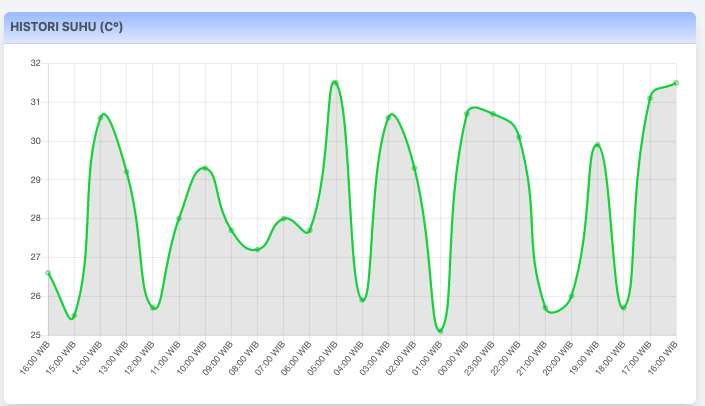 HISTORI SUHU (C°)
32
31
30
29
28
27
26
25
16:00 WIB
15:00 WIB
14:00 WIB
13:00 WIB
12:00 WIB
11:00 WIB
10:00 WIB
09:00 WIB
08:00 WIB
07:00 WIB
06:00 WIB
05:00 WIB
04:00 WIB
03:00 WIB
02:00 WIB
01:00 WIB
00:00 WIB
23:00 WIB
22:00 WIB
21:00 WIB
20:00 WIB
19:00 WIB
18:00 WIB
17:00 WIB
16:00 WIB